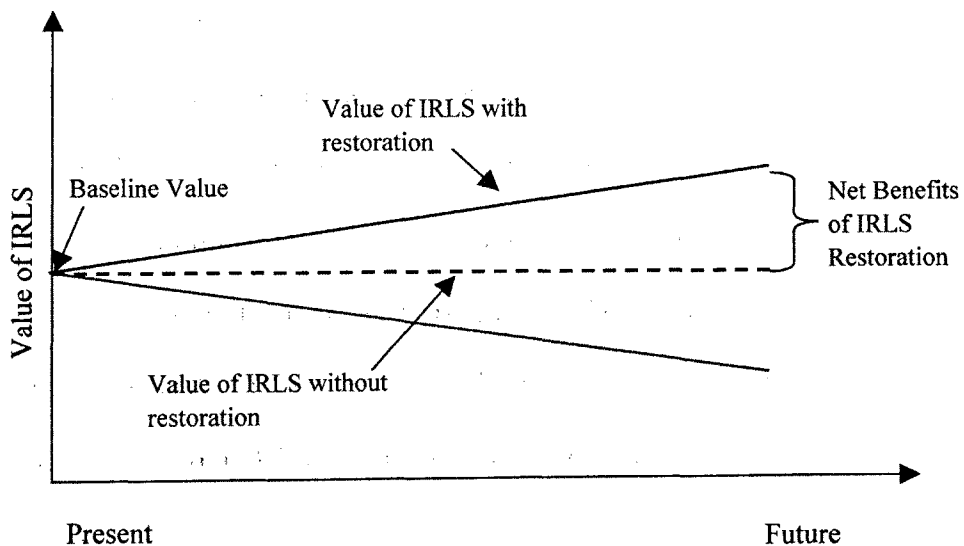 Value of IRLS with
restoration
Baseline Value
Net Benefits
of IRLS
Restoration
Value of IRLS
Value of IRLS without
restoration
Present
Future